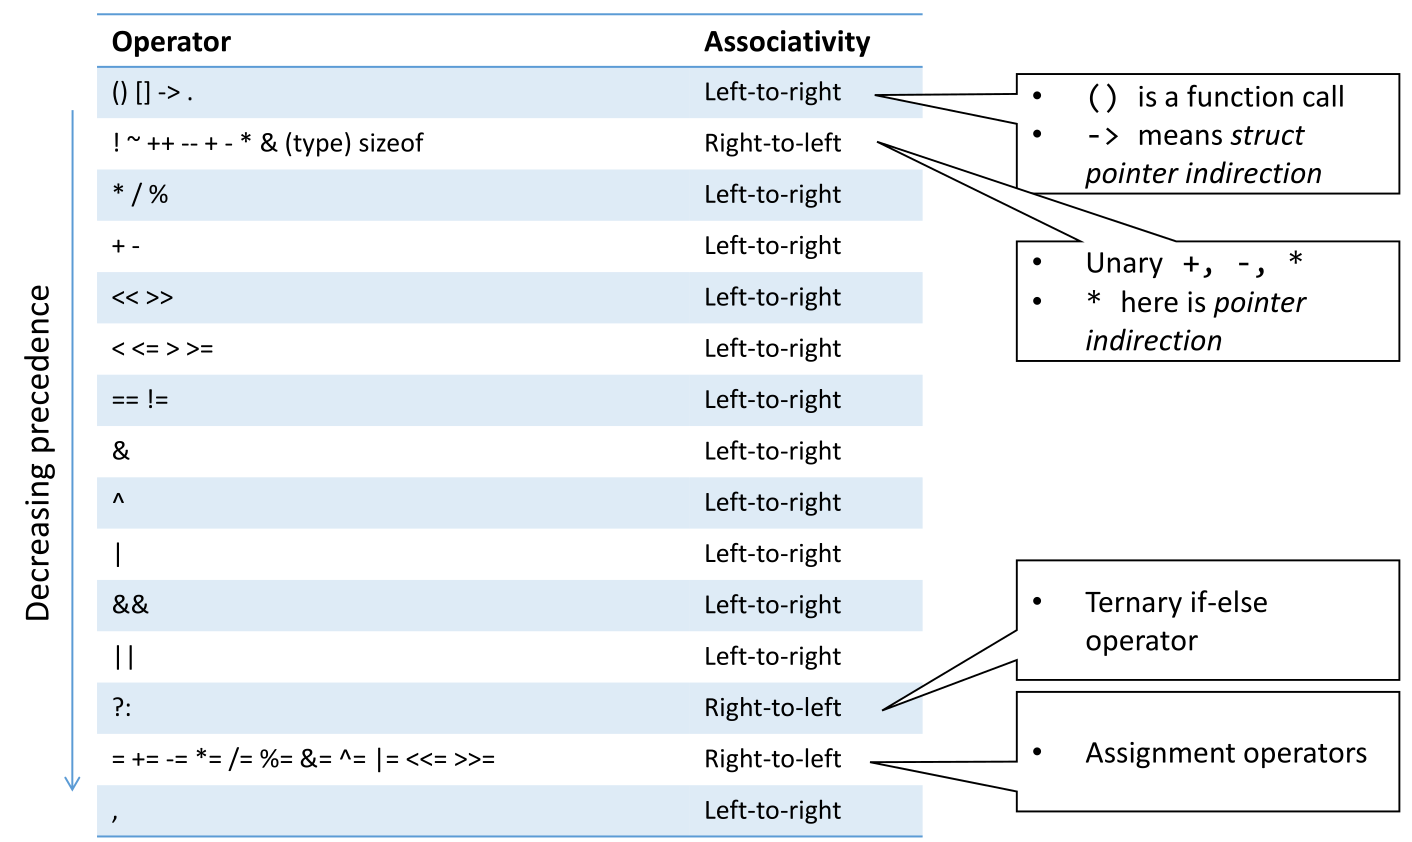 Operator Associativity
() [] -> . Left-to-right
! ~ ++ -- + - * & (type) sizeof Right-to-left
* / % Left-to-right
+ - Left-to-right
<< >> Left-to-right
< <= > >= Left-to-right
== != Left-to-right
& Left-to-right
^ Left-to-right
| Left-to-right
&& Left-to-right
|| Left-to-right
?: Right-to-left
= += -= *= /= %= &= ^= |= <<= >>= Right-to-left
, Left-to-right
Decreasing precedence
• () is a function call
• -> means struct
pointer indirection
• Unary +, -, *
• * here is pointer
indirection
• Ternary if-else
operator
• Assignment operators